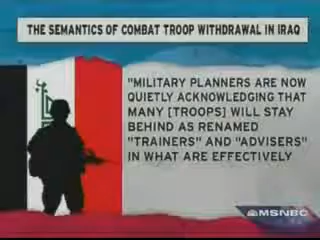 THE SEMANTICS OF COMBAT TROOP WITHDRAWAL IN IRAQ
"MILITARY PLANNERS ARE NOW
QUIETLY ACKNOWLEDGING THAT
MANY [TROOPS] WILL STAY
BEHIND AS RENAMED
"TRAINERS" AND "ADVISERS"
IN WHAT ARE EFFECTIVELY
MSNBC